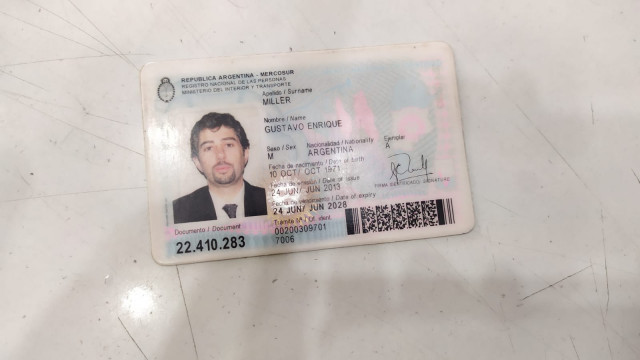 REPUBLICA ARGENTINA - MERCOSUR
REGISTRO NACIONAL DE LAS PERSONAS
MINISTERIO DEL INTERIOR Y TRANSPORTE
Apellido / Surname
MILLER
Nombre / Name
GUSTAVO ENRIQUE
Sexo / Sex Nacionalidad / Nationality Ejemplar
M ARGENTINA A
Fecha de nacimiento / Date of birth
10 OCT/ OCT 1971
Fecha de emisión / Date of issue
24 JUN/ JUN 2013
Fecha de vencimiento / Date of expiry
24 JUN/ JUN 2028
FIRMA IDENTIFICADO / SIGNATURE
Documento / Document
22.410.283
Trámite Nº / Of. ident
00200309701
7006